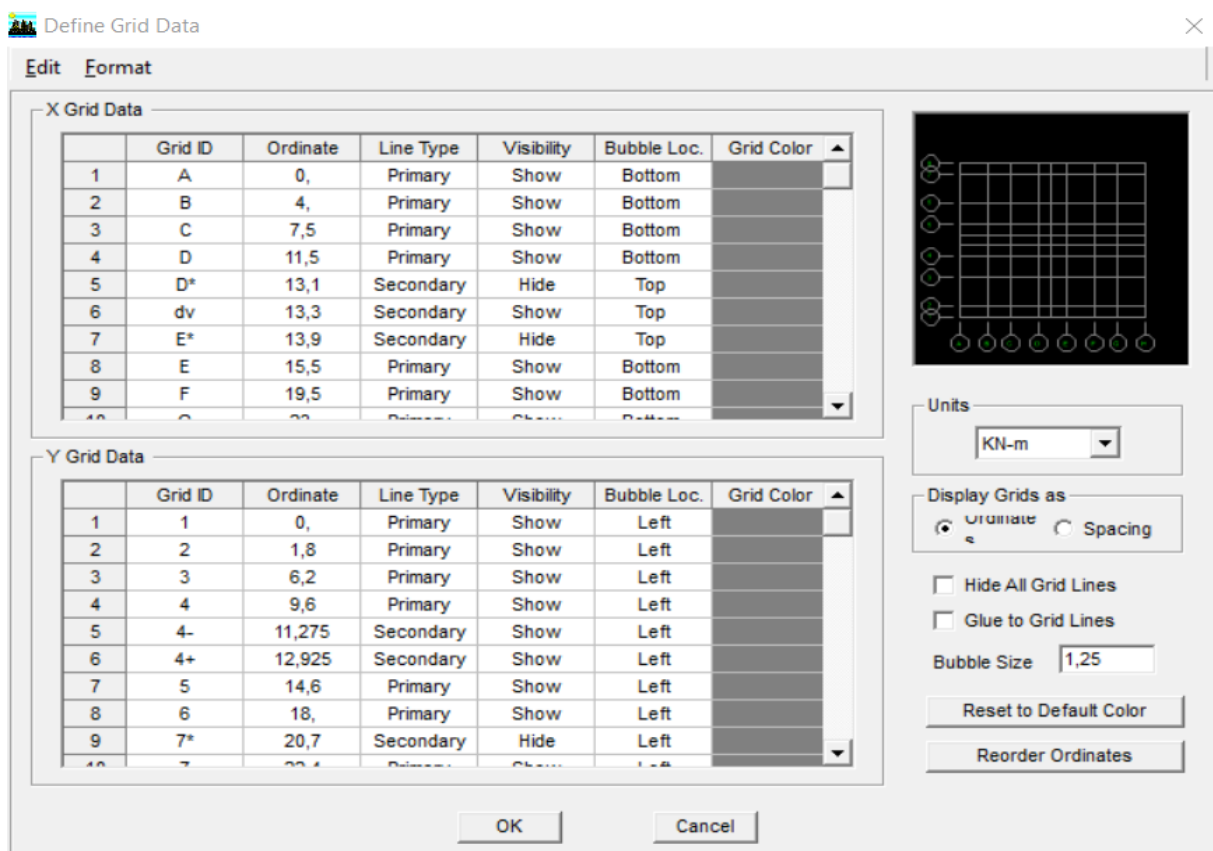 Define Grid Data
Edit Format
X Grid Data
Grid ID Ordinate Line Type Visibility Bubble Loc. Grid Color
1 A 0, Primary Show Bottom
2 B 4, Primary Show Bottom
3 C 7,5 Primary Show Bottom
4 D 11,5 Primary Show Bottom
5 D* 13,1 Secondary Hide Top
6 dv 13,3 Secondary Show Top
7 E* 13,9 Secondary Hide Top
8 E 15,5 Primary Show Bottom
9 F 19,5 Primary Show Bottom
Y Grid Data
Grid ID Ordinate Line Type Visibility Bubble Loc. Grid Color
1 1 0, Primary Show Left
2 2 1,8 Primary Show Left
3 3 6,2 Primary Show Left
4 4 9,6 Primary Show Left
5 4- 11,275 Secondary Show Left
6 4+ 12,925 Secondary Show Left
7 5 14,6 Primary Show Left
8 6 18, Primary Show Left
9 7* 20,7 Secondary Hide Left
Units
KN-m
Display Grids as
Ordinates
Spacing
Hide All Grid Lines
Glue to Grid Lines
Bubble Size 1,25
Reset to Default Color
Reorder Ordinates
OK Cancel